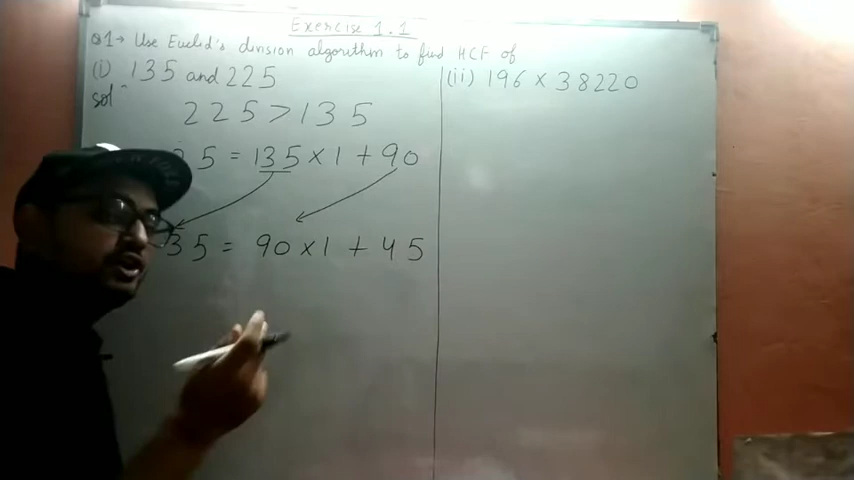 Exercise 1.1
Q1→ Use Euclid's division algorithm to find HCF of
(i) 135 and 225
sol
225 > 135
25 = 135 × 1 + 90
35 = 90 × 1 + 45
(ii) 196 × 38220